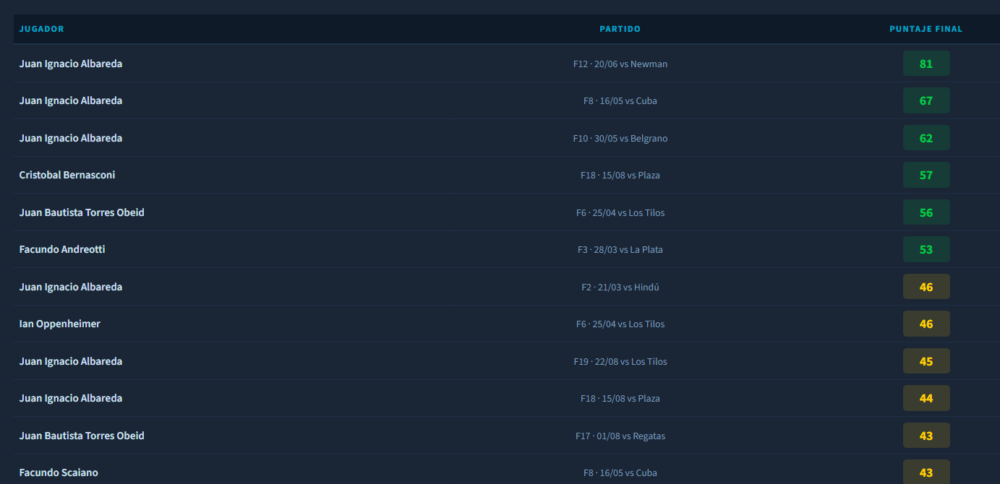 JUGADOR PARTIDO PUNTAJE FINAL
Juan Ignacio Albareda F12 · 20/06 vs Newman 81
Juan Ignacio Albareda F8 · 16/05 vs Cuba 67
Juan Ignacio Albareda F10 · 30/05 vs Belgrano 62
Cristobal Bernasconi F18 · 15/08 vs Plaza 57
Juan Bautista Torres Obeid F6 · 25/04 vs Los Tilos 56
Facundo Andreotti F3 · 28/03 vs La Plata 53
Juan Ignacio Albareda F2 · 21/03 vs Hindú 46
Ian Oppenheimer F6 · 25/04 vs Los Tilos 46
Juan Ignacio Albareda F19 · 22/08 vs Los Tilos 45
Juan Ignacio Albareda F18 · 15/08 vs Plaza 44
Juan Bautista Torres Obeid F17 · 01/08 vs Regatas 43
Facundo Scaiano F8 · 16/05 vs Cuba 43